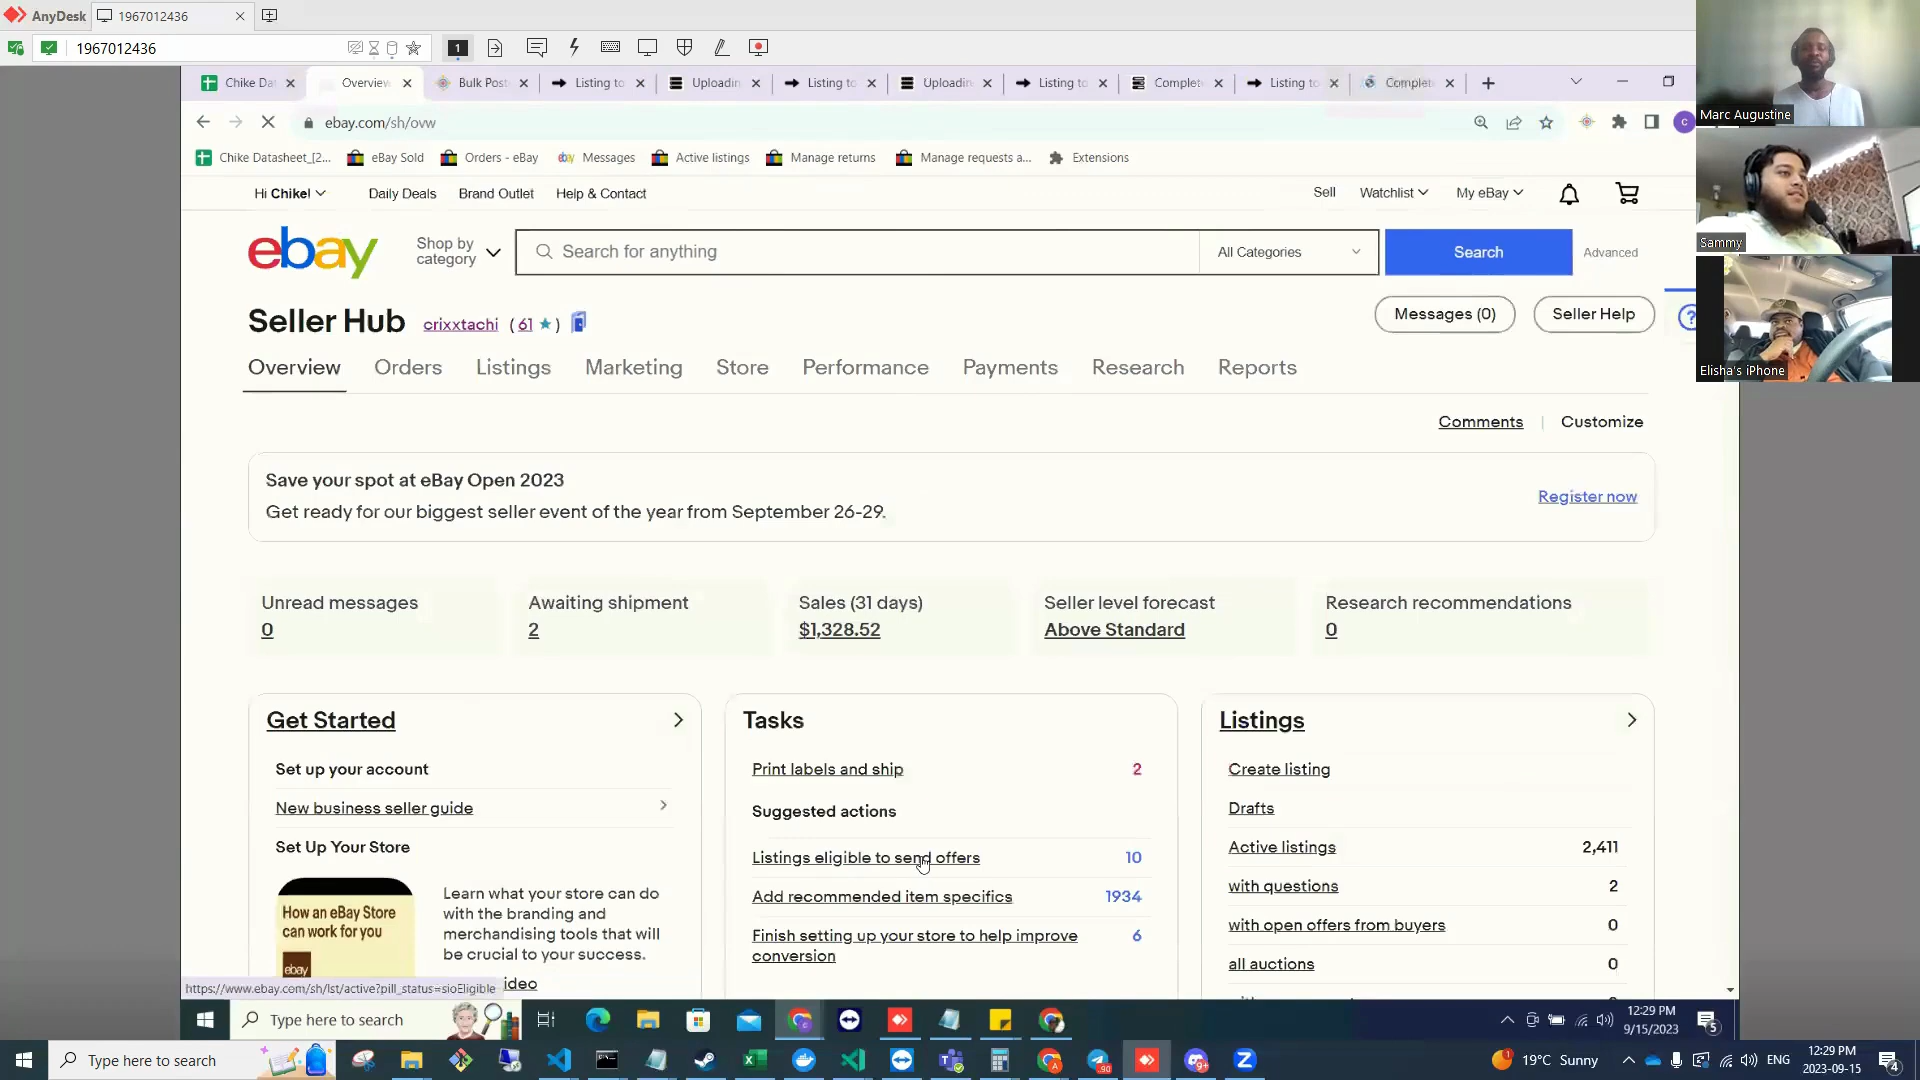 AnyDesk
1967012436
1967012436
1
Chike Da
Overview
Bulk Post
Listing to
Uploadin
Listing to
Uploadin
Listing to
Complet
Listing to
Complet
ebay.com/sh/ovw
c
Chike Datasheet_[2...
eBay Sold
Orders - eBay
ebay
Messages
Active listings
Manage returns
Manage requests a...
Extensions
Hi Chike!
Daily Deals
Brand Outlet
Help & Contact
Sell
Watchlist
My eBay
ebay
Shop by
category
Search for anything
All Categories
Search
Advanced
Seller Hub
crixxtachi
( 61 )
Messages (0)
Seller Help
?
Overview
Orders
Listings
Marketing
Store
Performance
Payments
Research
Reports
Comments
Customize
Save your spot at eBay Open 2023
Get ready for our biggest seller event of the year from September 26-29.
Register now
Unread messages
0
Awaiting shipment
2
Sales (31 days)
$1,328.52
Seller level forecast
Above Standard
Research recommendations
0
Get Started
Set up your account
New business seller guide
Set Up Your Store
How an eBay Store
can work for you
ebay
Learn what your store can do
with the branding and
merchandising tools that will
be crucial to your success.
ideo
Tasks
Print labels and ship
2
Suggested actions
Listings eligible to send offers
10
Add recommended item specifics
1934
Finish setting up your store to help improve
conversion
6
Listings
Create listing
Drafts
Active listings
2,411
with questions
2
with open offers from buyers
0
all auctions
0
https://www.ebay.com/sh/lst/active?pill_status=sioEligible
Marc Augustine
Sammy
Elisha's iPhone
Type here to search
12:29 PM
9/15/2023
5
Type here to search
19°C Sunny
ENG
12:29 PM
2023-09-15
4